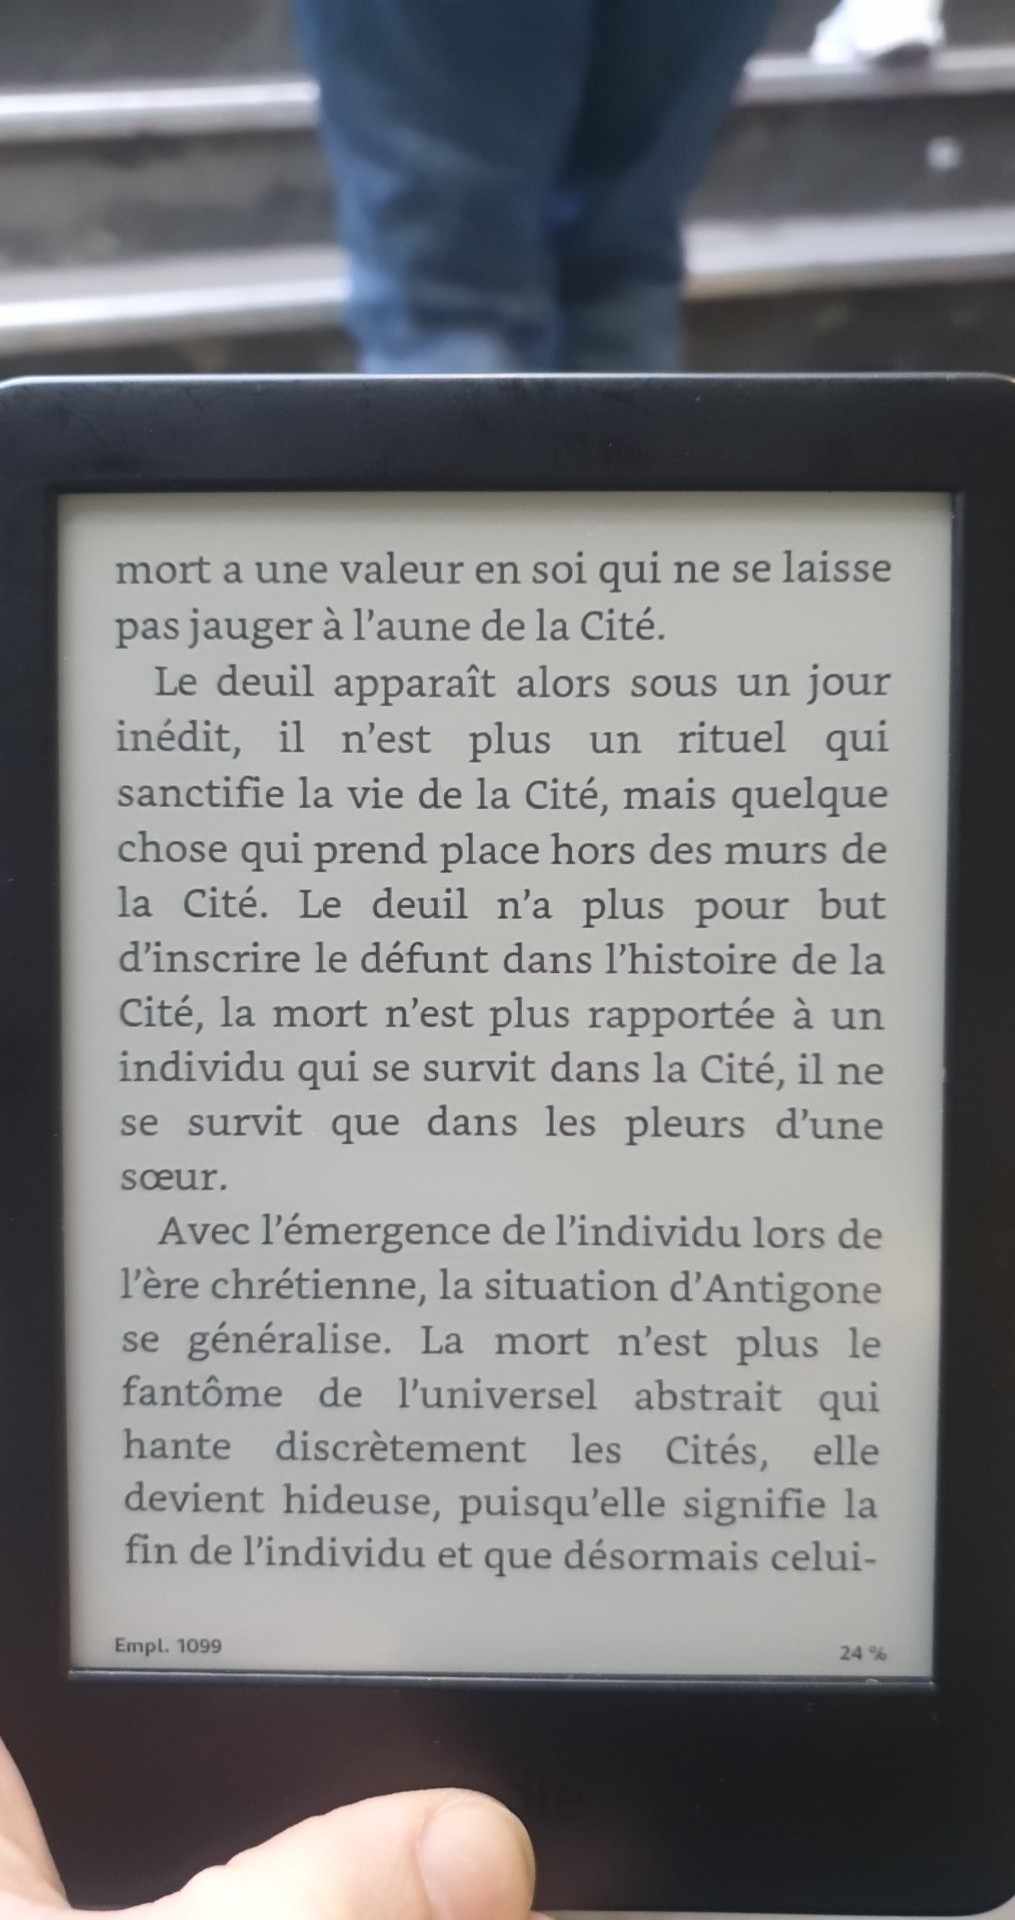 mort a une valeur en soi qui ne se laisse
pas jauger à l’aune de la Cité.
Le deuil apparaît alors sous un jour
inédit, il n’est plus un rituel qui
sanctifie la vie de la Cité, mais quelque
chose qui prend place hors des murs de
la Cité. Le deuil n’a plus pour but
d’inscrire le défunt dans l’histoire de la
Cité, la mort n’est plus rapportée à un
individu qui se survit dans la Cité, il ne
se survit que dans les pleurs d’une
sœur.
Avec l’émergence de l’individu lors de
l’ère chrétienne, la situation d’Antigone
se généralise. La mort n’est plus le
fantôme de l’universel abstrait qui
hante discrètement les Cités, elle
devient hideuse, puisqu’elle signifie la
fin de l’individu et que désormais celui-
Empl. 1099 24 %